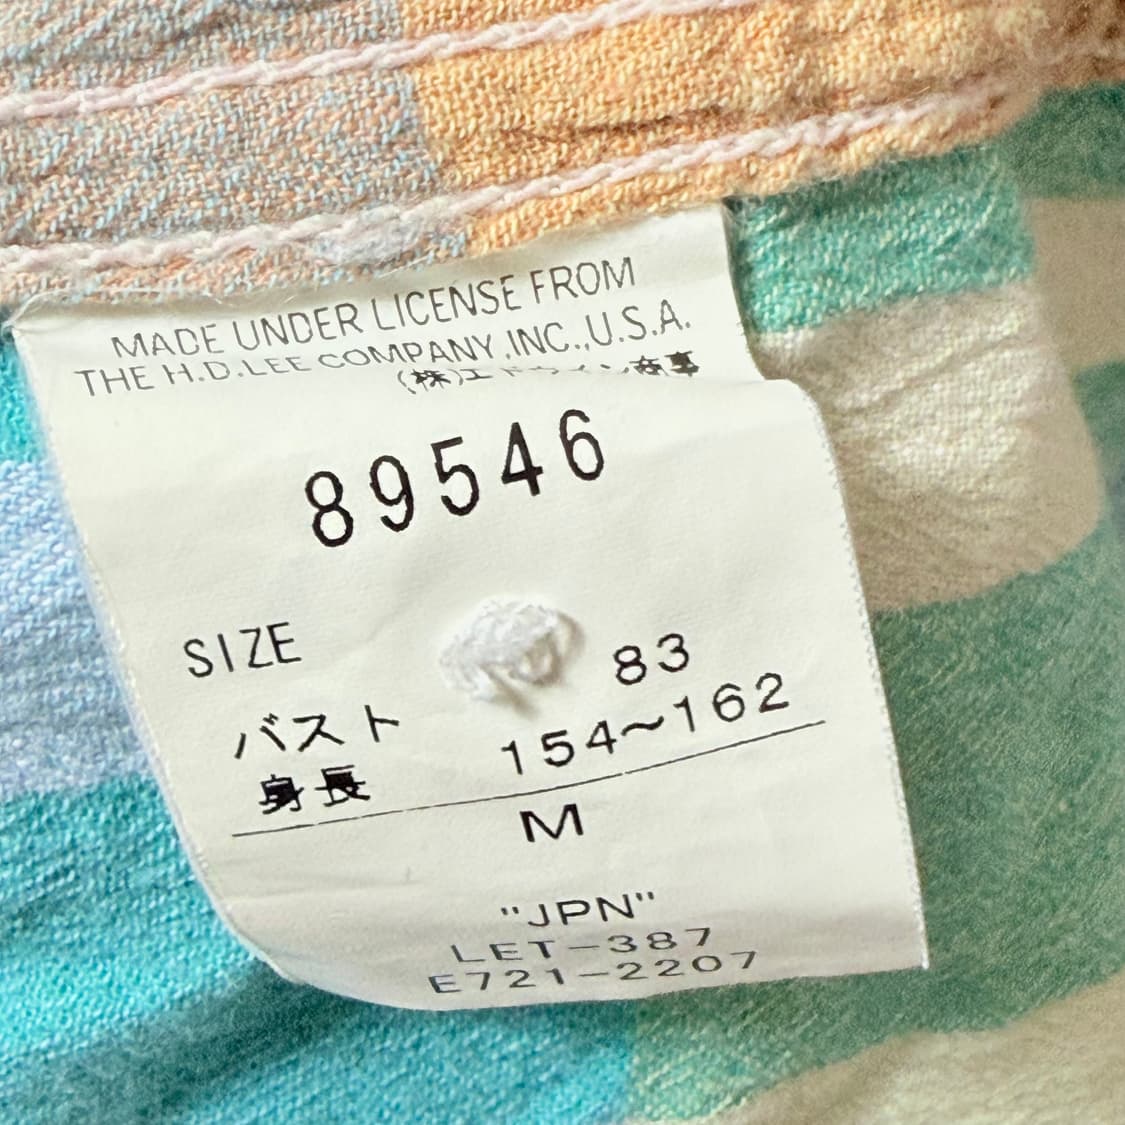 MADE UNDER LICENSE FROM
THE H.D.LEE COMPANY,INC.,U.S.A.
(株)エドウイン商事
89546
SIZE
バスト 83
身長 154〜162
M
"JPN"
LET-387
E721-2207